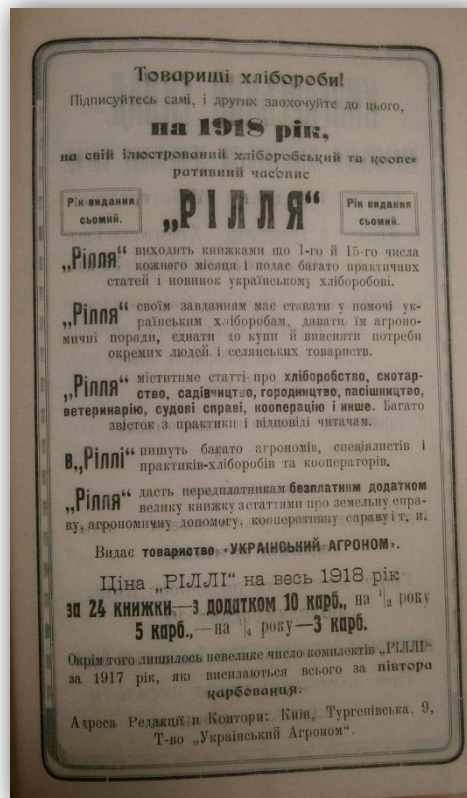 Товариші хлібороби!
Підписуйтесь самі, і других заохочуйте до цього,
на 1918 рік,
на свій ілюстрований хліборобський та коопе-
ративний часопис
Рік видання
сьомий.
„РІЛЛЯ“
Рік видання
сьомий.
„Рілля“ виходить книжками що 1-го й 15-го числа
кожного місяця і подає багато практичних
статей і новинок українському хліборобові.
„Рілля“ своїм завданням має ставати у помочі ук-
раїнським хліборобам, давати їм агроно-
мичні поради, єднати до купи й виясняти потреби
окремих людей і селянських товариств.
„Рілля“ міститиме статті про хліборобство, скотар-
ство, садівництво, городництво, пасішництво,
ветеринарію, судові справі, кооперацію і инше. Багато
звісток з практики і відповіді читачам.
в „Ріллі“ пишуть багато агрономів, спеціялистів і
практиків-хліборобів та кооператорів.
„Рілля“ дасть передплатникам безплатним додатком
велику книжку з статтями про земельну спра-
ву, агрономичну допомогу, кооперативну справу і т. п.
Видає товариство «УКРАЇНСЬКИЙ АГРОНОМ».
Ціна „РІЛЛІ“ на весь 1918 рік
за 24 книжки—з додатком 10 карб., на 1/2 року
5 карб.,—на 1/4 року—3 карб.
Окрім того лишилось невелике число комплектів „РІЛЛІ“
за 1917 рік, які висилаються всього за півтора
карбованця.
Адреса Редакції и Контори: Київ, Тургенівська, 9,
Т-во „Український Агроном“.